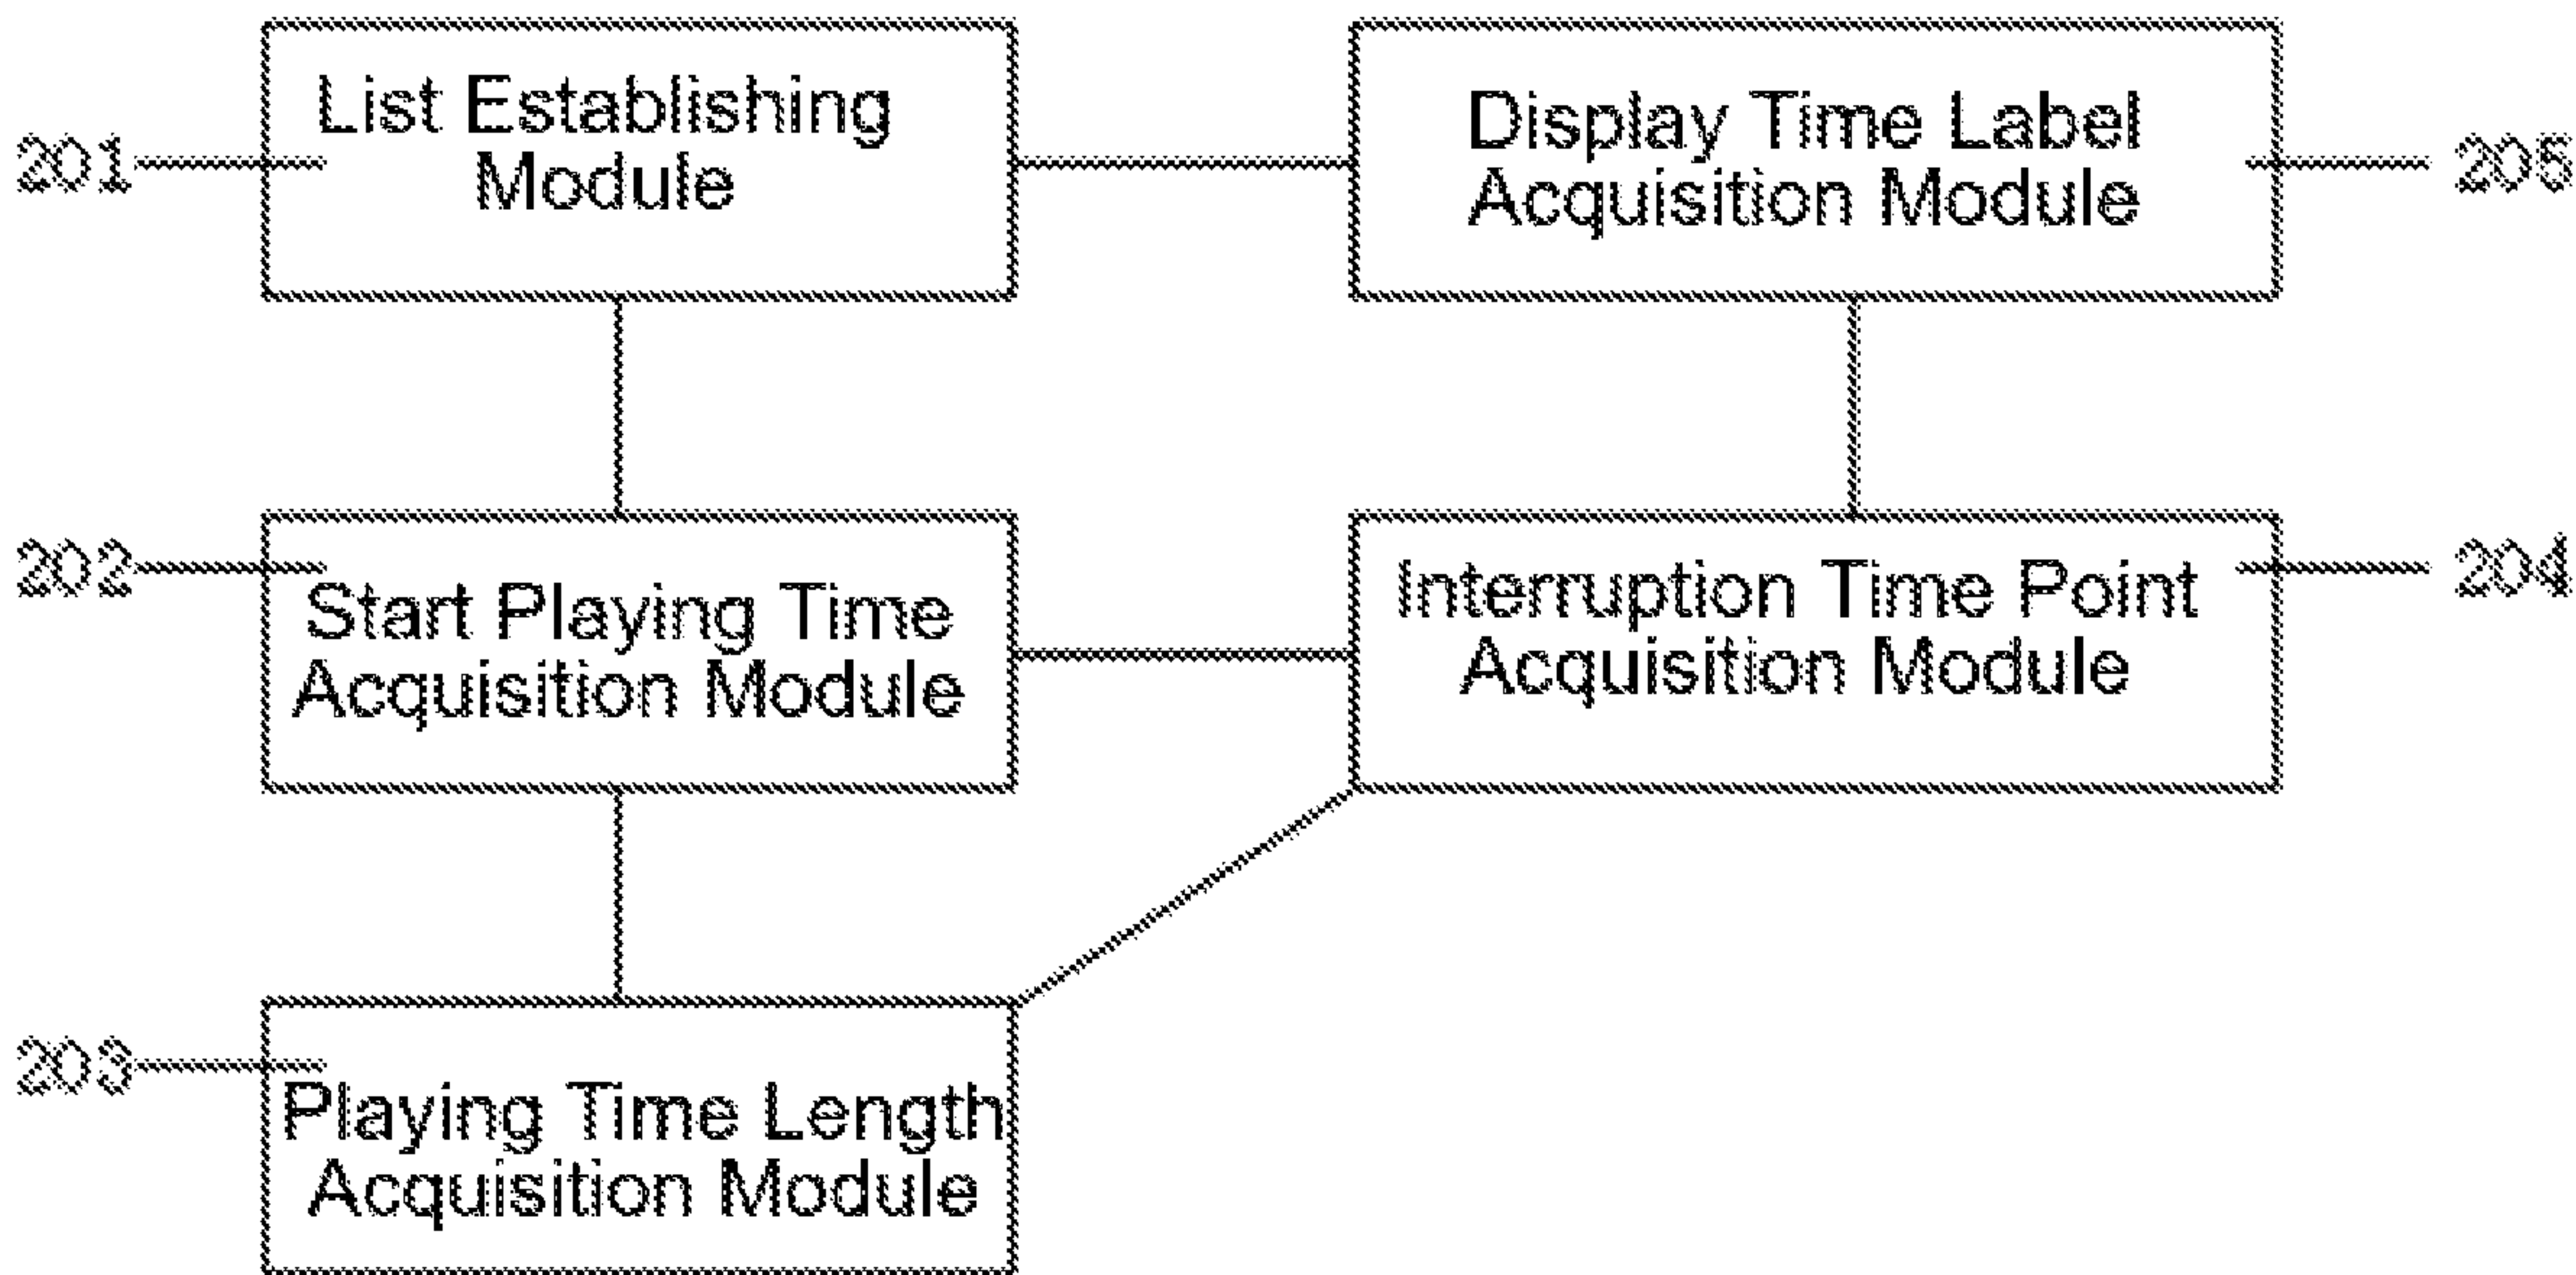 List Establishing
Module
201
Display Time Label
Acquisition Module
205
202
Start Playing Time
Acquisition Module
Interruption Time Point
Acquisition Module
204
203
Playing Time Length
Acquisition Module